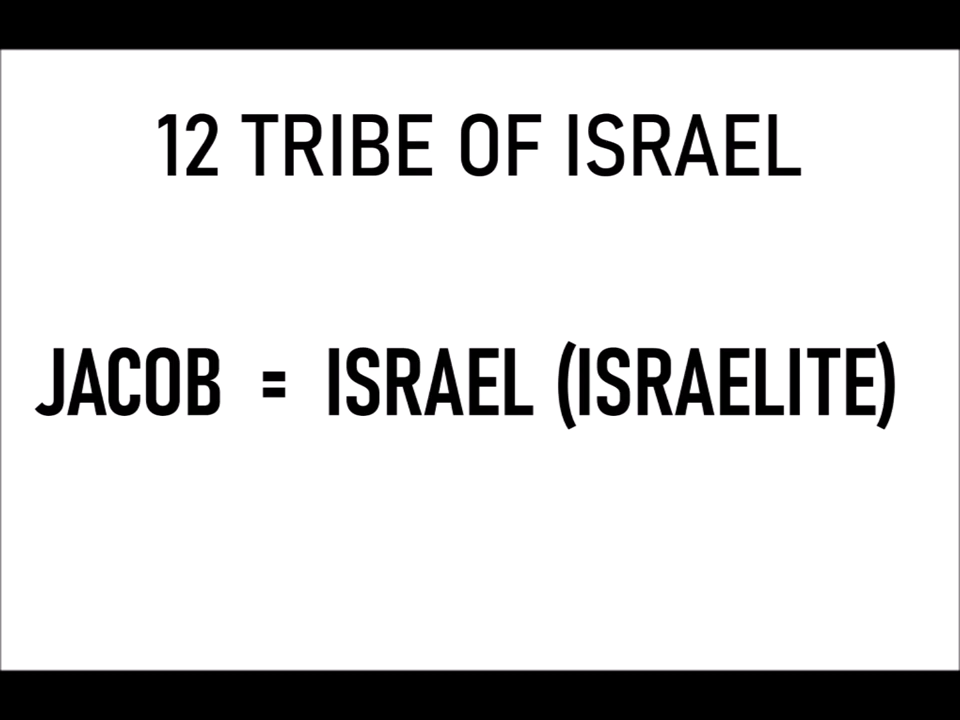 12 TRIBE OF ISRAEL
JACOB = ISRAEL (ISRAELITE)